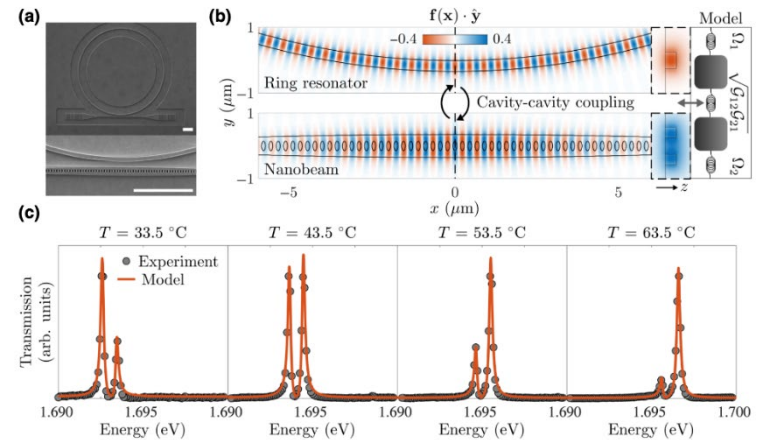 (a)
(b)
f(x) · ŷ
Model
−0.4
0.4
Ring resonator
Cavity-cavity coupling
Nanobeam
1
−1
1
−1
y (μm)
−5
0
5
x (μm)
z
Ω₁
√𝒢₁₂𝒢₂₁
Ω₂
(c)
T = 33.5 °C
T = 43.5 °C
T = 53.5 °C
T = 63.5 °C
Experiment
Model
Transmission
(arb. units)
1.690
1.695
1.690
1.695
1.690
1.695
1.690
1.695
1.700
Energy (eV)
Energy (eV)
Energy (eV)
Energy (eV)